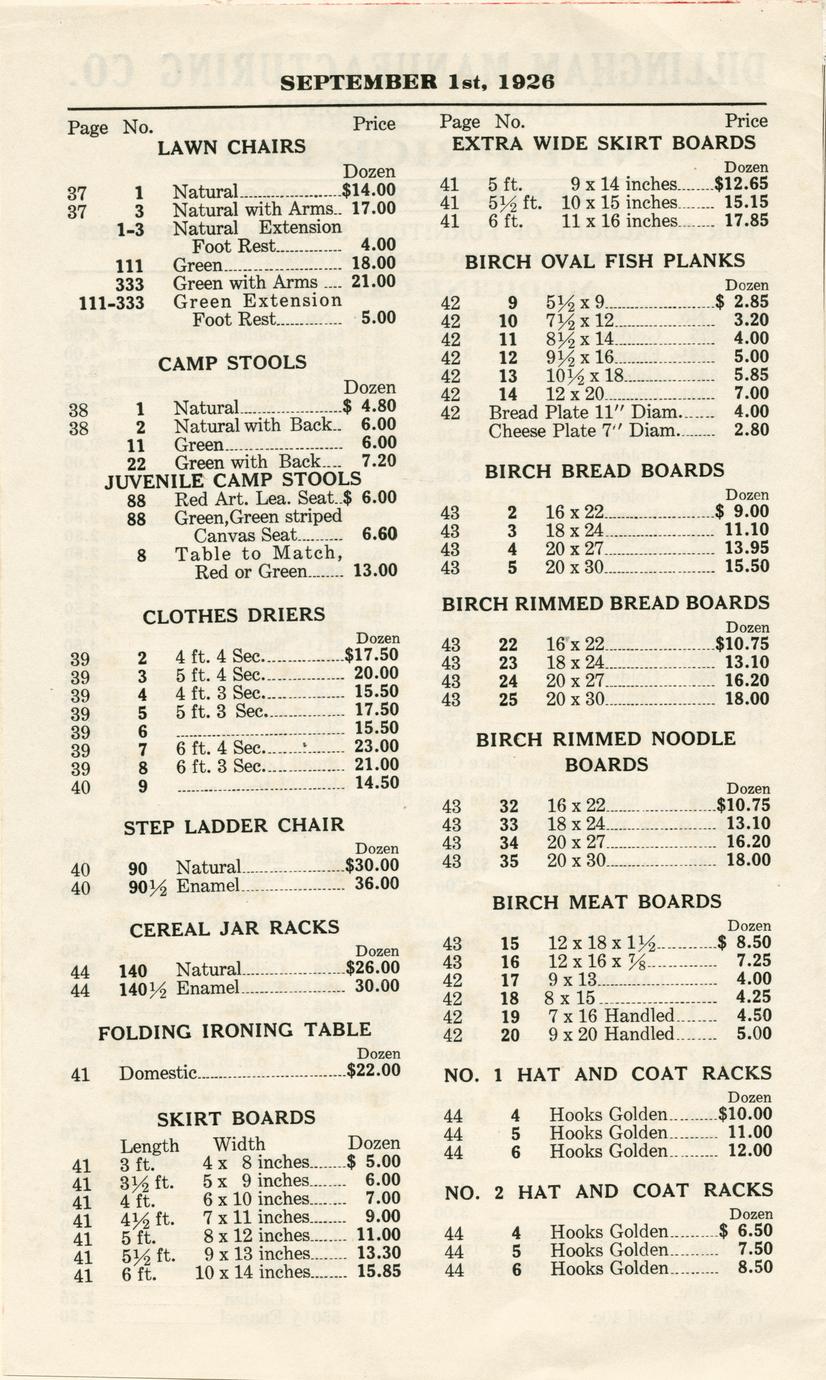 SEPTEMBER 1st, 1926
Page No. Price
LAWN CHAIRS
Dozen
37 1 Natural $14.00
37 3 Natural with Arms 17.00
1-3 Natural Extension
Foot Rest 4.00
111 Green 18.00
333 Green with Arms 21.00
111-333 Green Extension
Foot Rest 5.00
CAMP STOOLS
Dozen
38 1 Natural $ 4.80
38 2 Natural with Back 6.00
11 Green 6.00
22 Green with Back 7.20
JUVENILE CAMP STOOLS
88 Red Art. Lea. Seat $ 6.00
88 Green,Green striped
Canvas Seat 6.60
8 Table to Match,
Red or Green 13.00
CLOTHES DRIERS
Dozen
39 2 4 ft. 4 Sec. $17.50
39 3 5 ft. 4 Sec. 20.00
39 4 4 ft. 3 Sec. 15.50
39 5 5 ft. 3 Sec. 17.50
39 6 15.50
39 7 6 ft. 4 Sec. 23.00
39 8 6 ft. 3 Sec. 21.00
40 9 14.50
STEP LADDER CHAIR
Dozen
40 90 Natural $30.00
40 90½ Enamel 36.00
CEREAL JAR RACKS
Dozen
44 140 Natural $26.00
44 140½ Enamel 30.00
FOLDING IRONING TABLE
Dozen
41 Domestic $22.00
SKIRT BOARDS
Length Width Dozen
41 3 ft. 4 x 8 inches $ 5.00
41 3½ ft. 5 x 9 inches 6.00
41 4 ft. 6 x 10 inches 7.00
41 4½ ft. 7 x 11 inches 9.00
41 5 ft. 8 x 12 inches 11.00
41 5½ ft. 9 x 13 inches 13.30
41 6 ft. 10 x 14 inches 15.85
Page No. Price
EXTRA WIDE SKIRT BOARDS
Dozen
41 5 ft. 9 x 14 inches $12.65
41 5½ ft. 10 x 15 inches 15.15
41 6 ft. 11 x 16 inches 17.85
BIRCH OVAL FISH PLANKS
Dozen
42 9 5½ x 9 $ 2.85
42 10 7½ x 12 3.20
42 11 8½ x 14 4.00
42 12 9½ x 16 5.00
42 13 10½ x 18 5.85
42 14 12 x 20 7.00
42 Bread Plate 11″ Diam. 4.00
Cheese Plate 7″ Diam. 2.80
BIRCH BREAD BOARDS
Dozen
43 2 16 x 22 $ 9.00
43 3 18 x 24 11.10
43 4 20 x 27 13.95
43 5 20 x 30 15.50
BIRCH RIMMED BREAD BOARDS
Dozen
43 22 16 x 22 $10.75
43 23 18 x 24 13.10
43 24 20 x 27 16.20
43 25 20 x 30 18.00
BIRCH RIMMED NOODLE
BOARDS
Dozen
43 32 16 x 22 $10.75
43 33 18 x 24 13.10
43 34 20 x 27 16.20
43 35 20 x 30 18.00
BIRCH MEAT BOARDS
Dozen
43 15 12 x 18 x 1½ $ 8.50
43 16 12 x 16 x ⅞ 7.25
42 17 9 x 13 4.00
42 18 8 x 15 4.25
42 19 7 x 16 Handled 4.50
42 20 9 x 20 Handled 5.00
NO. 1 HAT AND COAT RACKS
Dozen
44 4 Hooks Golden $10.00
44 5 Hooks Golden 11.00
44 6 Hooks Golden 12.00
NO. 2 HAT AND COAT RACKS
Dozen
44 4 Hooks Golden $ 6.50
44 5 Hooks Golden 7.50
44 6 Hooks Golden 8.50